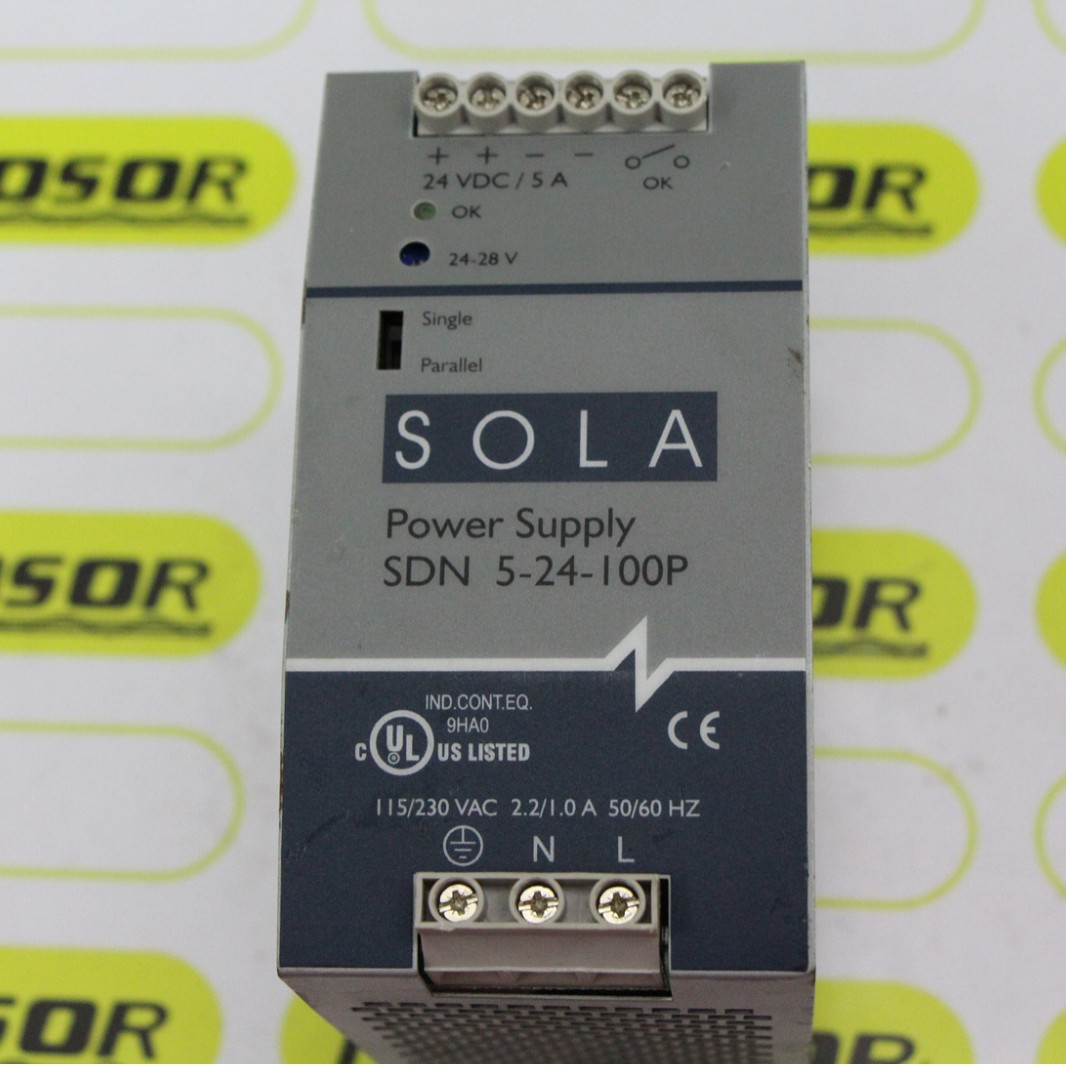 + + − −
24 VDC / 5 A
OK
OK
24-28 V
Single
Parallel
SOLA
Power Supply
SDN 5-24-100P
IND.CONT.EQ.
9HA0
C UL ® US LISTED
CE
115/230 VAC 2.2/1.0 A 50/60 HZ
N L